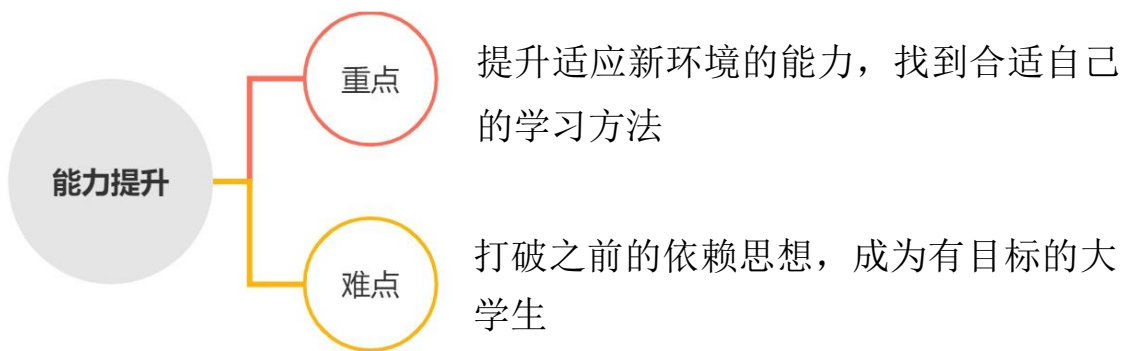 重点
提升适应新环境的能力，找到合适自己
的学习方法
能力提升
难点
打破之前的依赖思想，成为有目标的大
学生